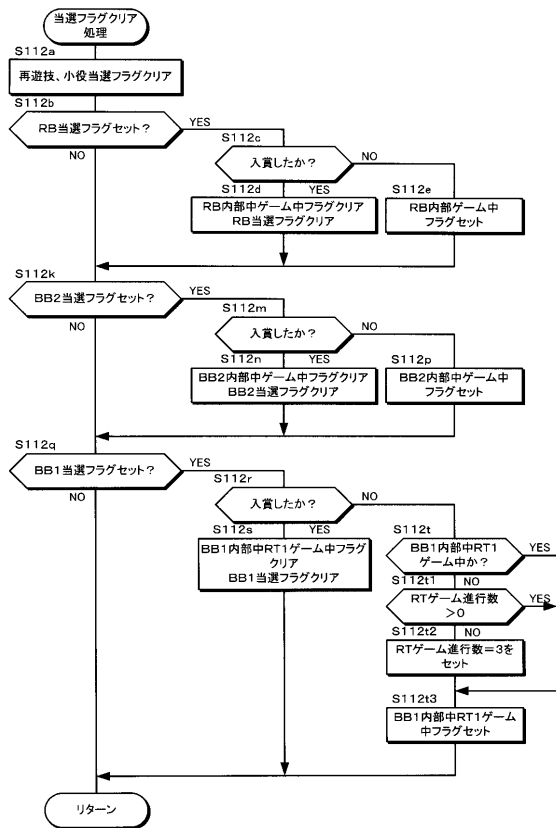 当選フラグクリア
処理
S112a
再遊技、小役当選フラグクリア
S112b
RB当選フラグセット?
YES
NO
S112c
入賞したか?
NO
YES
S112d
RB内部中ゲーム中フラグクリア
RB当選フラグクリア
S112e
RB内部ゲーム中
フラグセット
S112k
BB2当選フラグセット?
YES
NO
S112m
入賞したか?
NO
YES
S112n
BB2内部中ゲーム中フラグクリア
BB2当選フラグクリア
S112p
BB2内部中ゲーム中
フラグセット
S112q
BB1当選フラグセット?
YES
NO
S112r
入賞したか?
NO
YES
S112s
BB1内部中RT1ゲーム中フラグ
クリア
BB1当選フラグクリア
S112t
BB1内部中RT1
ゲーム中か?
YES
NO
S112t1
RTゲーム進行数
>0
YES
NO
S112t2
RTゲーム進行数=3を
セット
S112t3
BB1内部中RT1ゲーム
中フラグセット
リターン